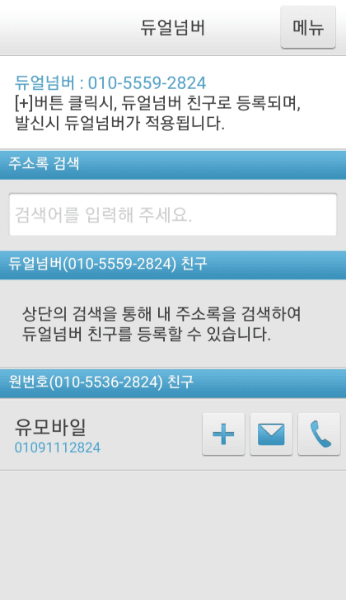 듀얼넘버
메뉴
듀얼넘버 : 010-5559-2824
[+]버튼 클릭시, 듀얼넘버 친구로 등록되며,
발신시 듀얼넘버가 적용됩니다.
주소록 검색
검색어를 입력해 주세요.
듀얼넘버(010-5559-2824) 친구
상단의 검색을 통해 내 주소록을 검색하여
듀얼넘버 친구를 등록할 수 있습니다.
원번호(010-5536-2824) 친구
유모바일
01091112824